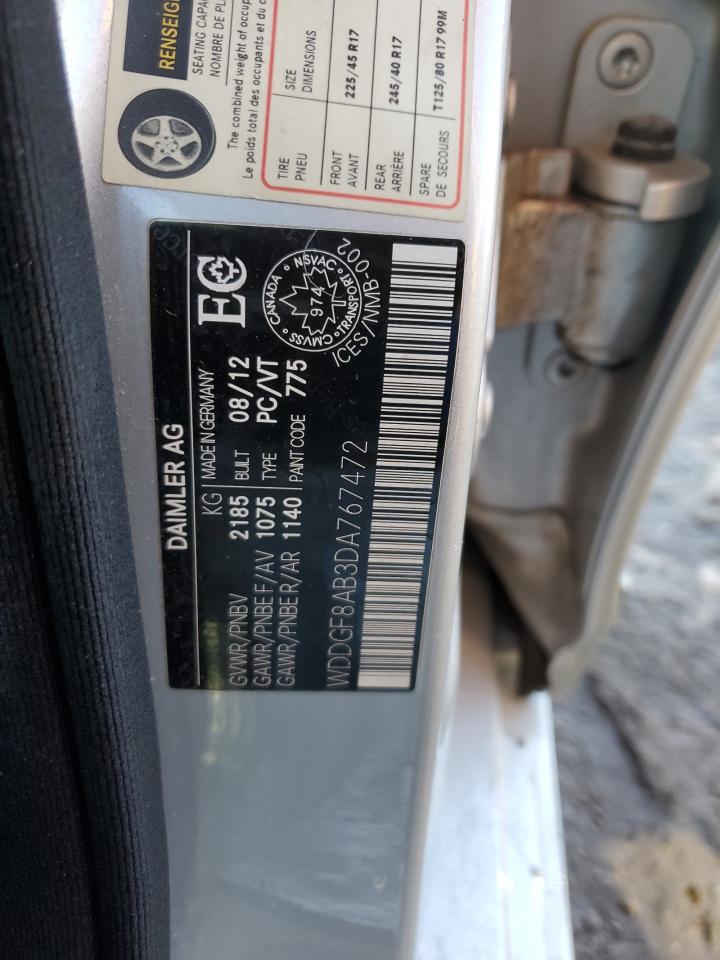 RENSEIG
SEATING CAPA
NOMBRE DE PL
The combined weight of occup
Le poids total des occupants et du c
TIRE SIZE
PNEU DIMENSIONS
FRONT 225/45 R17
AVANT
REAR 245/40 R17
ARRIÈRE
SPARE T125/80 R17 99M
DE SECOURS
DAIMLER AG
KG MADE IN GERMANY
GVWR/PNBV 2185 BUILT 08/12
GAWR/PNBE F/AV 1075 TYPE PC/VT
GAWR/PNBE R/AR 1140 PAINT CODE 775
EC
CANADA • NSVAC • TRANSPORT • CMVSS
974
ICES/NMB-002
WDDGF8AB3DA767472